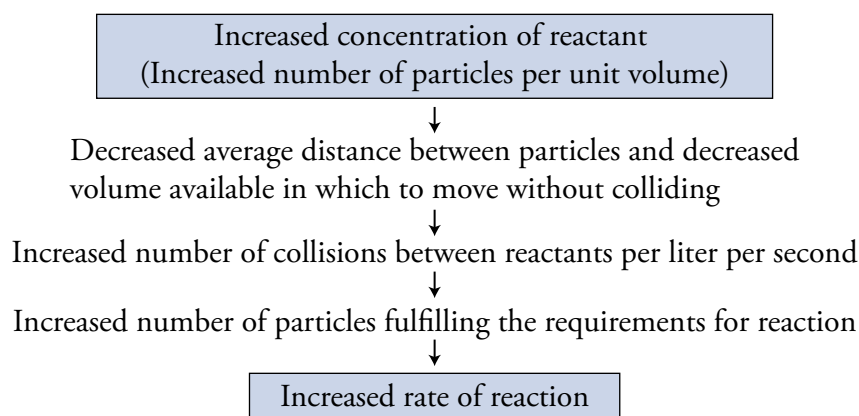 Increased concentration of reactant
(Increased number of particles per unit volume)
Decreased average distance between particles and decreased
volume available in which to move without colliding
Increased number of collisions between reactants per liter per second
Increased number of particles fulfilling the requirements for reaction
Increased rate of reaction